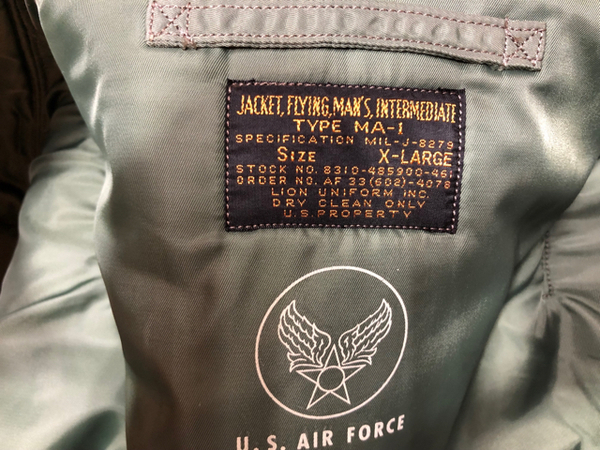 JACKET, FLYING, MAN'S, INTERMEDIATE
TYPE MA-1
SPECIFICATION MIL-J-8279
SIZE X-LARGE
STOCK NO. 8310-485900-461
ORDER NO. AF 33(602)-4078
LION UNIFORM INC.
DRY CLEAN ONLY
U.S. PROPERTY
U. S. AIR FORCE